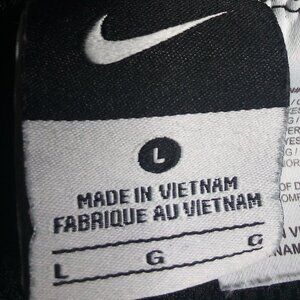 L
MADE IN VIETNAM
FABRIQUE AU VIETNAM
L G G